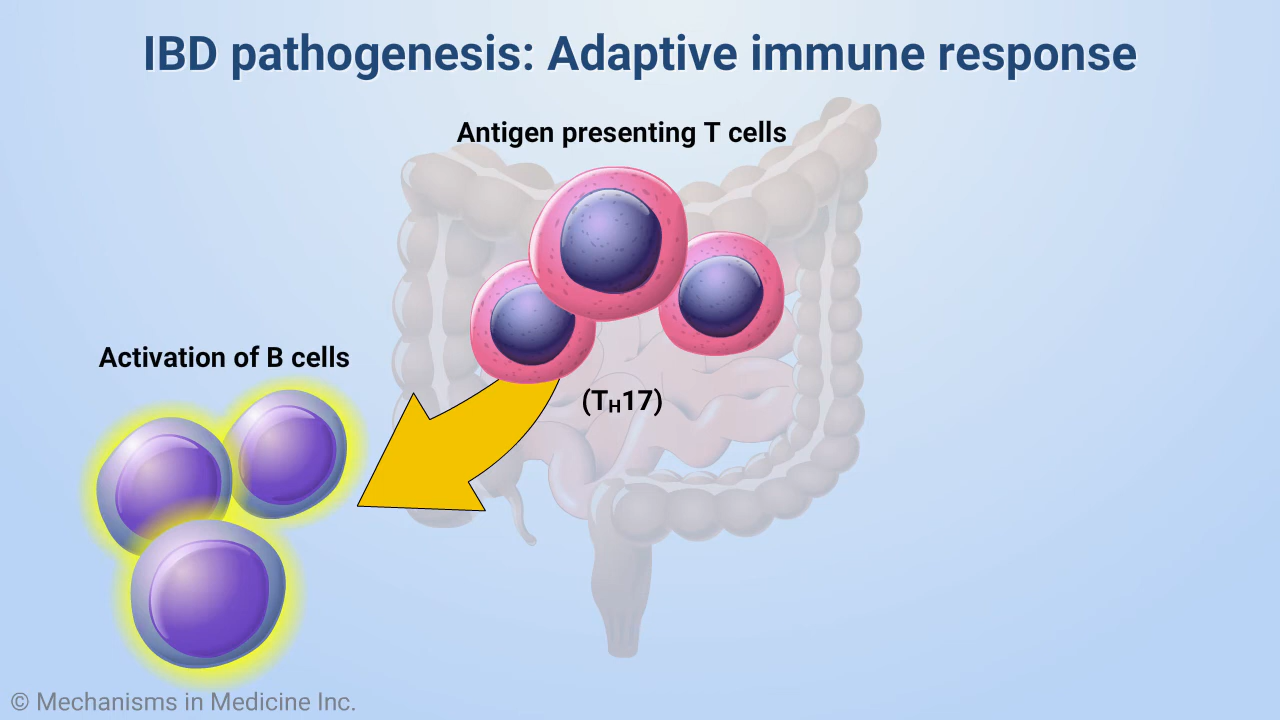 IBD pathogenesis: Adaptive immune response
Antigen presenting T cells
Activation of B cells
(TH17)
© Mechanisms in Medicine Inc.